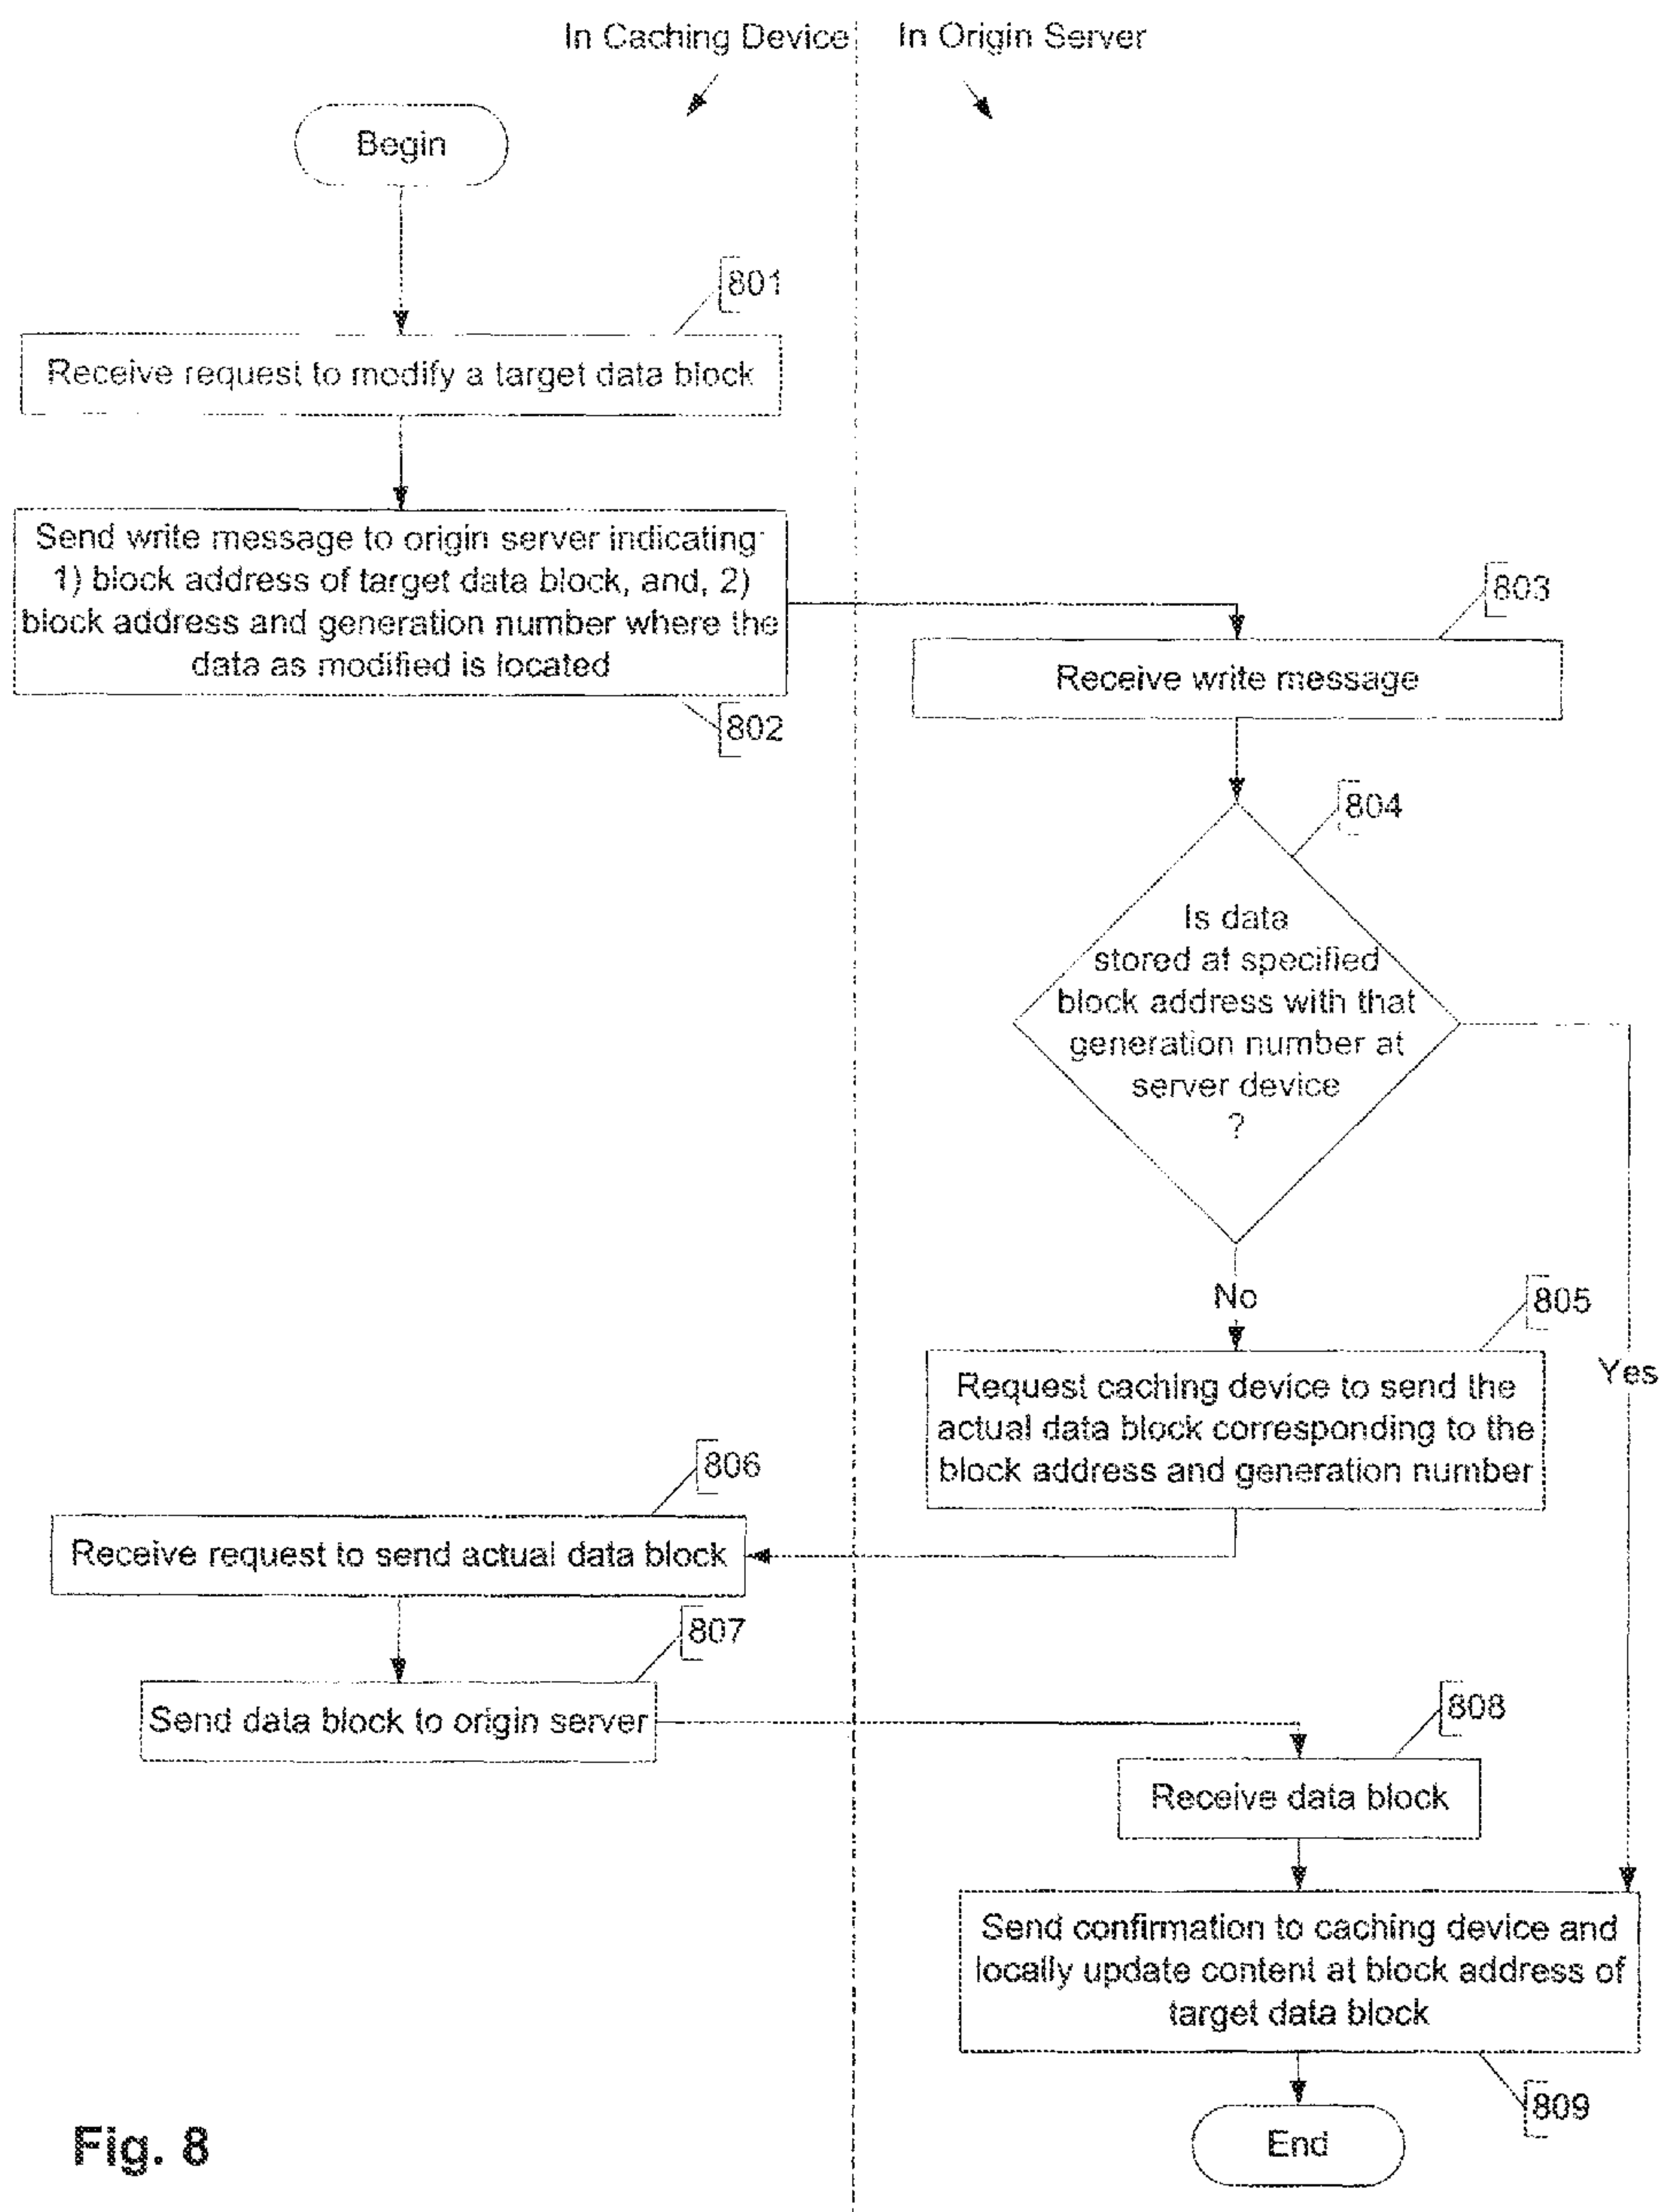 In Caching Device
In Origin Server
Begin
801
Receive request to modify a target data block
Send write message to origin server indicating:
1) block address of target data block, and, 2)
block address and generation number where the
data as modified is located
802
803
Receive write message
804
Is data
stored at specified
block address with that
generation number at
server device
?
No
Yes
805
Request caching device to send the
actual data block corresponding to the
block address and generation number
806
Receive request to send actual data block
807
Send data block to origin server
808
Receive data block
Send confirmation to caching device and
locally update content at block address of
target data block
809
End
Fig. 8